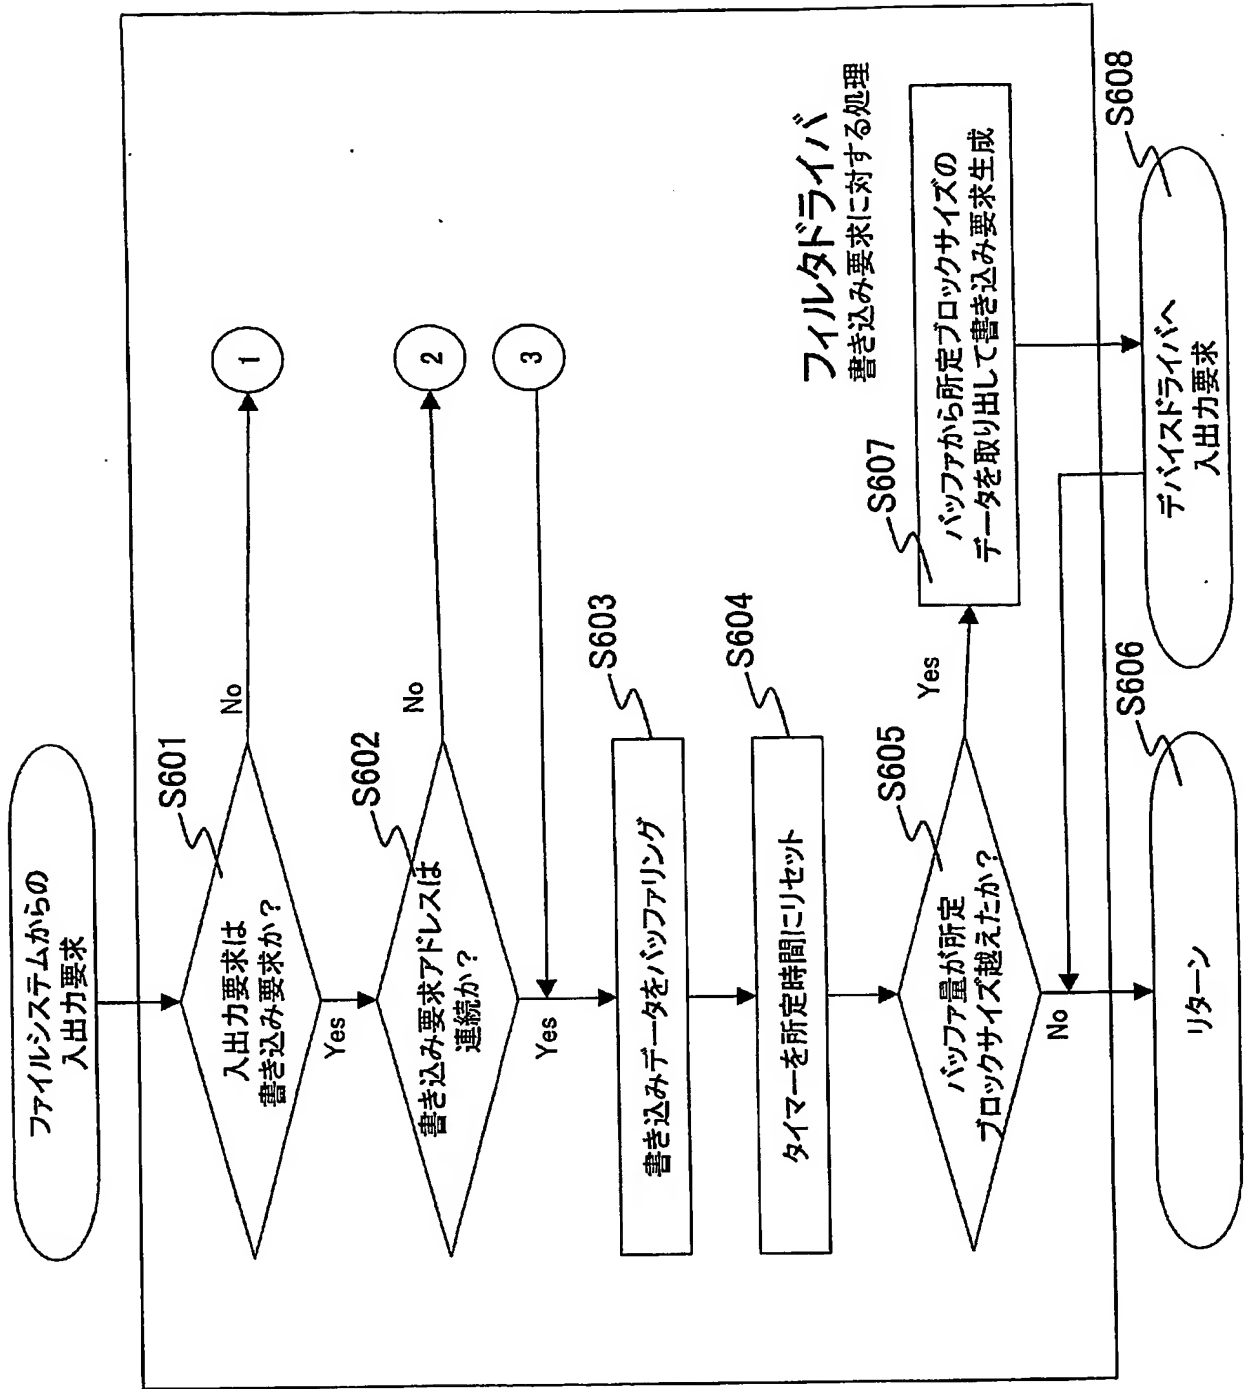 ファイルシステムからの
入出力要求
S601
入出力要求は
書き込み要求か？
No
1
Yes
S602
書き込み要求アドレスは
連続か？
No
2
3
Yes
S603
書き込みデータをバッファリング
S604
タイマーを所定時間にリセット
S605
バッファ量が所定
ブロックサイズ越えたか？
Yes
No
フィルタドライバ
書き込み要求に対する処理
S607
バッファから所定ブロックサイズの
データを取り出して書き込み要求生成
S606
リターン
S608
デバイスドライバへ
入出力要求